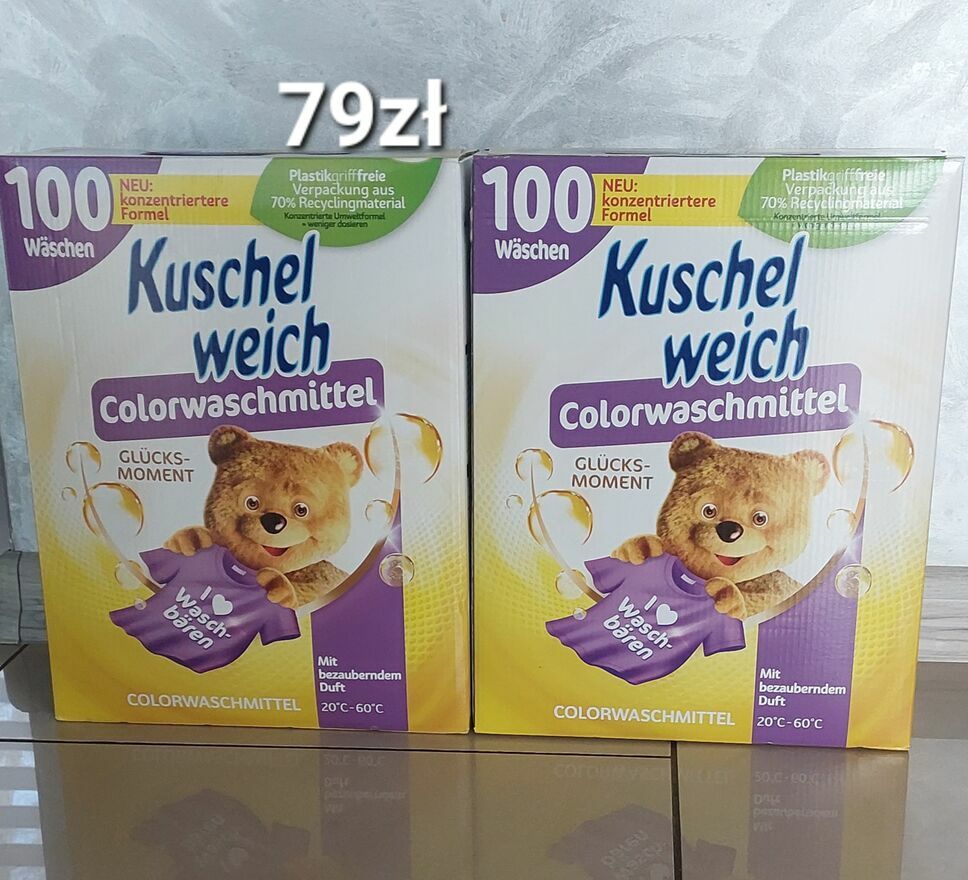 79zł
100
Wäschen
NEU:
konzentriertere
Formel
Plastikgrifffreie
Verpackung aus
70% Recyclingmaterial
Konzentrierte Umweltformel
= weniger dosieren
Kuschel
weich
Colorwaschmittel
GLÜCKS-
MOMENT
I
Wasch-
bären
Mit
bezauberndem
Duft
20°C-60°C
COLORWASCHMITTEL
100
Wäschen
NEU:
konzentriertere
Formel
Plastikgrifffreie
Verpackung aus
70% Recyclingmaterial
Konzentrierte Umweltformel
Kuschel
weich
Colorwaschmittel
GLÜCKS-
MOMENT
I
Wasch-
bären
Mit
bezauberndem
Duft
20°C-60°C
COLORWASCHMITTEL